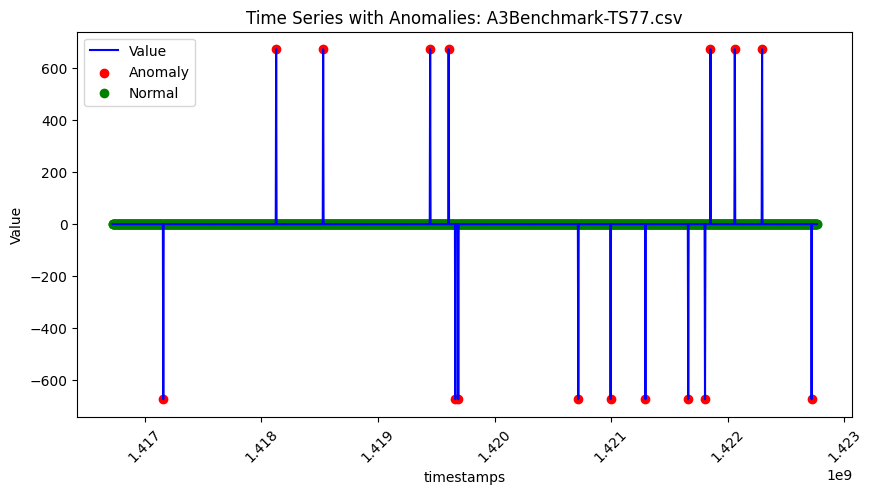 Time Series with Anomalies: A3Benchmark-TS77.csv
Value
Anomaly
Normal
600
400
200
0
−200
−400
−600
Value
1.417
1.418
1.419
1.420
1.421
1.422
1.423
1e9
timestamps